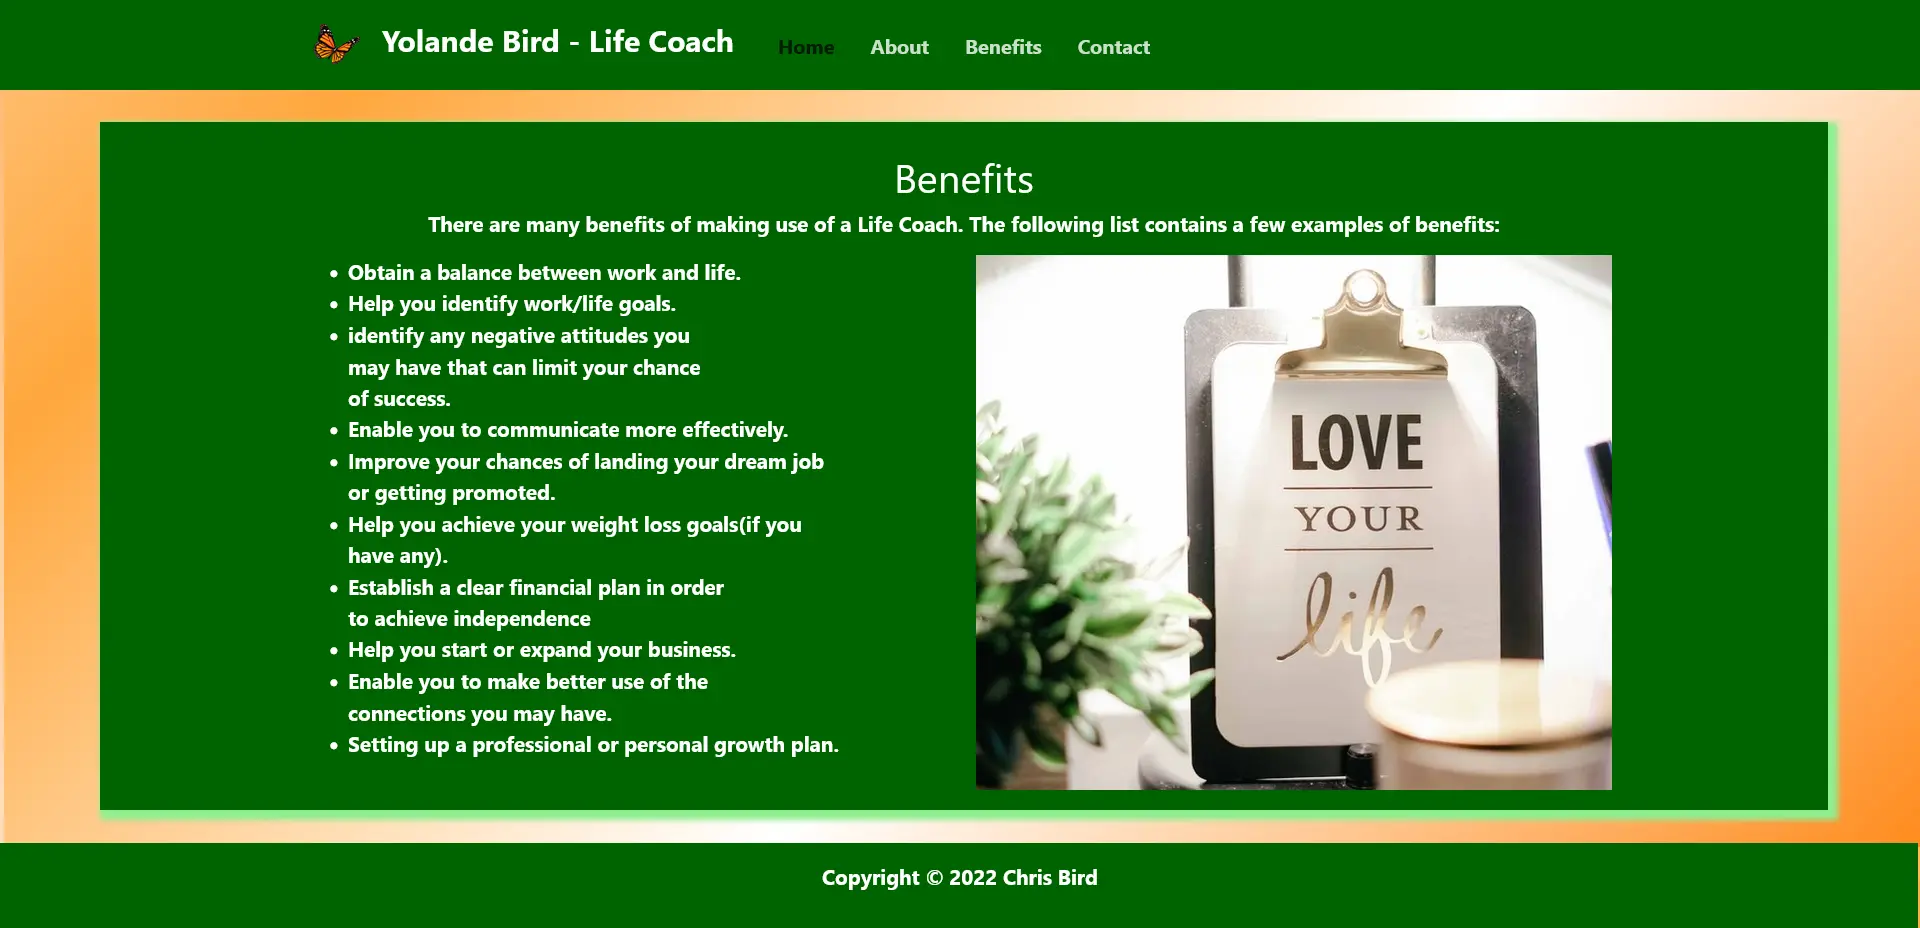 Yolande Bird - Life Coach
Home
About
Benefits
Contact
Benefits
There are many benefits of making use of a Life Coach. The following list contains a few examples of benefits:
• Obtain a balance between work and life.
• Help you identify work/life goals.
• identify any negative attitudes you
may have that can limit your chance
of success.
• Enable you to communicate more effectively.
• Improve your chances of landing your dream job
or getting promoted.
• Help you achieve your weight loss goals(if you
have any).
• Establish a clear financial plan in order
to achieve independence
• Help you start or expand your business.
• Enable you to make better use of the
connections you may have.
• Setting up a professional or personal growth plan.
LOVE
YOUR
life
Copyright © 2022 Chris Bird